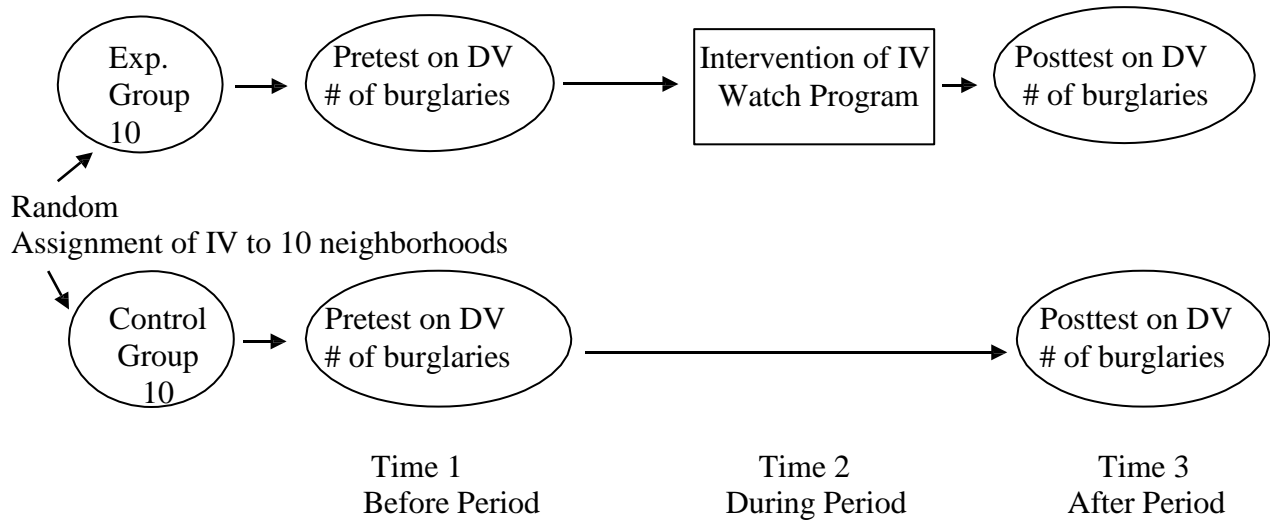 Exp.
Group
10
Pretest on DV
# of burglaries
Intervention of IV
Watch Program
Posttest on DV
# of burglaries
Random
Assignment of IV to 10 neighborhoods
Control
Group
10
Pretest on DV
# of burglaries
Posttest on DV
# of burglaries
Time 1
Before Period
Time 2
During Period
Time 3
After Period